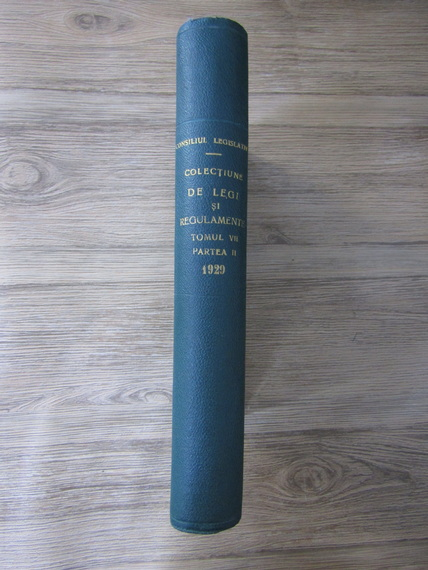 CONSILIUL LEGISLATIV
COLECȚIUNE
DE LEGI
ȘI
REGULAMENTE
TOMUL VII
PARTEA II
1929